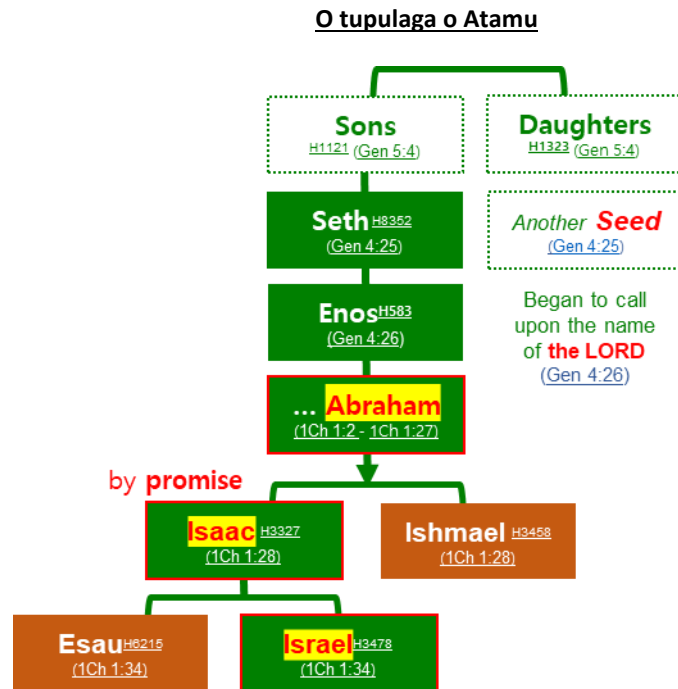 O tupulaga o Atamu
Sons
H1121 (Gen 5:4)
Daughters
H1323 (Gen 5:4)
Seth H8352
(Gen 4:25)
Another Seed
(Gen 4:25)
Enos H583
(Gen 4:26)
Began to call
upon the name
of the LORD
(Gen 4:26)
... Abraham
(1Ch 1:2 - 1Ch 1:27)
by promise
Isaac H3327
(1Ch 1:28)
Ishmael H3458
(1Ch 1:28)
Esau H6215
(1Ch 1:34)
Israel H3478
(1Ch 1:34)